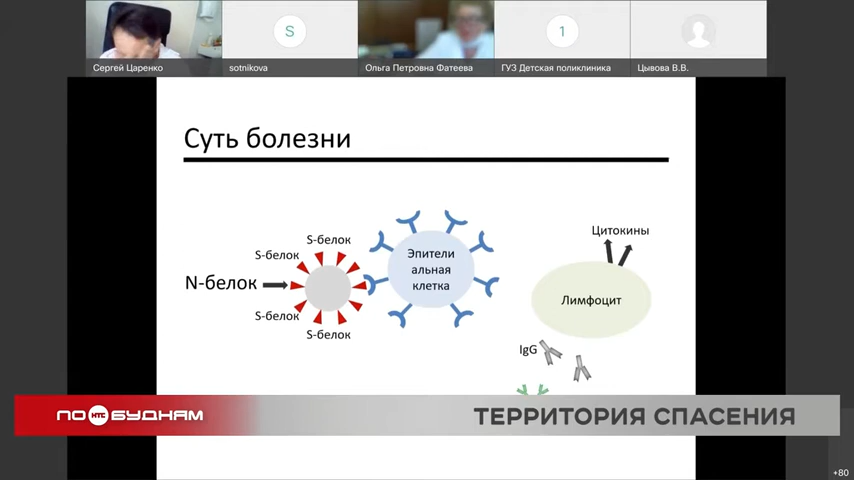 Сергей Царенко
S
sotnikova
Ольга Петровна Фатеева
1
ГУЗ Детская поликлиника
Цывова В.В.
Суть болезни
S-белок
S-белок
N-белок
S-белок
S-белок
Эпители
альная
клетка
Цитокины
Лимфоцит
IgG
ПО НТС БУДНЯМ
ТЕРРИТОРИЯ СПАСЕНИЯ
+80